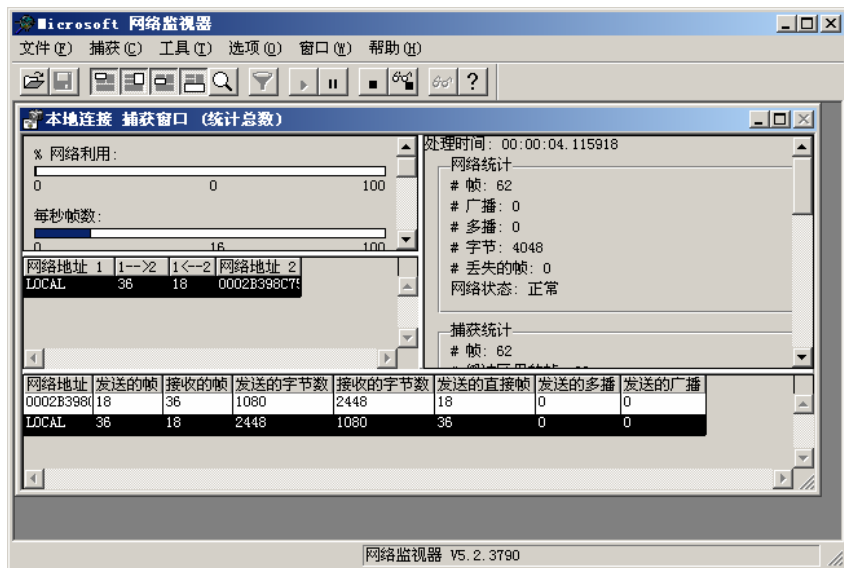 Microsoft 网络监视器
文件(F) 捕获(C) 工具(T) 选项(O) 窗口(W) 帮助(H)
本地连接 捕获窗口 (统计总数)
% 网络利用:
0 0 100
每秒帧数:
0 16 100
处理时间: 00:00:04.115918
网络统计
# 帧: 62
# 广播: 0
# 多播: 0
# 字节: 4048
# 丢失的帧: 0
网络状态: 正常
捕获统计
# 帧: 62
网络地址 1 1-->2 1<--2 网络地址 2
LOCAL 36 18 0002B398C75
网络地址 发送的帧 接收的帧 发送的字节数 接收的字节数 发送的直接帧 发送的多播 发送的广播
0002B398 18 36 1080 2448 18 0 0
LOCAL 36 18 2448 1080 36 0 0
网络监视器 V5.2.3790